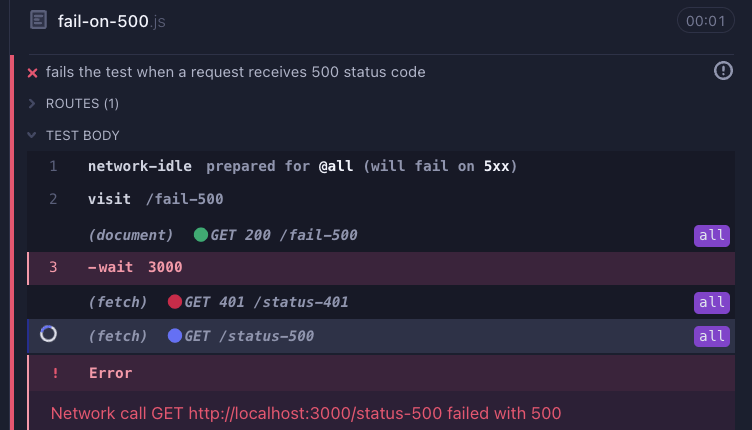 fail-on-500.js 00:01
fails the test when a request receives 500 status code
ROUTES (1)
TEST BODY
1 network-idle prepared for @all (will fail on 5xx)
2 visit /fail-500
(document) GET 200 /fail-500 all
3 -wait 3000
(fetch) GET 401 /status-401 all
(fetch) GET /status-500 all
! Error
Network call GET http://localhost:3000/status-500 failed with 500